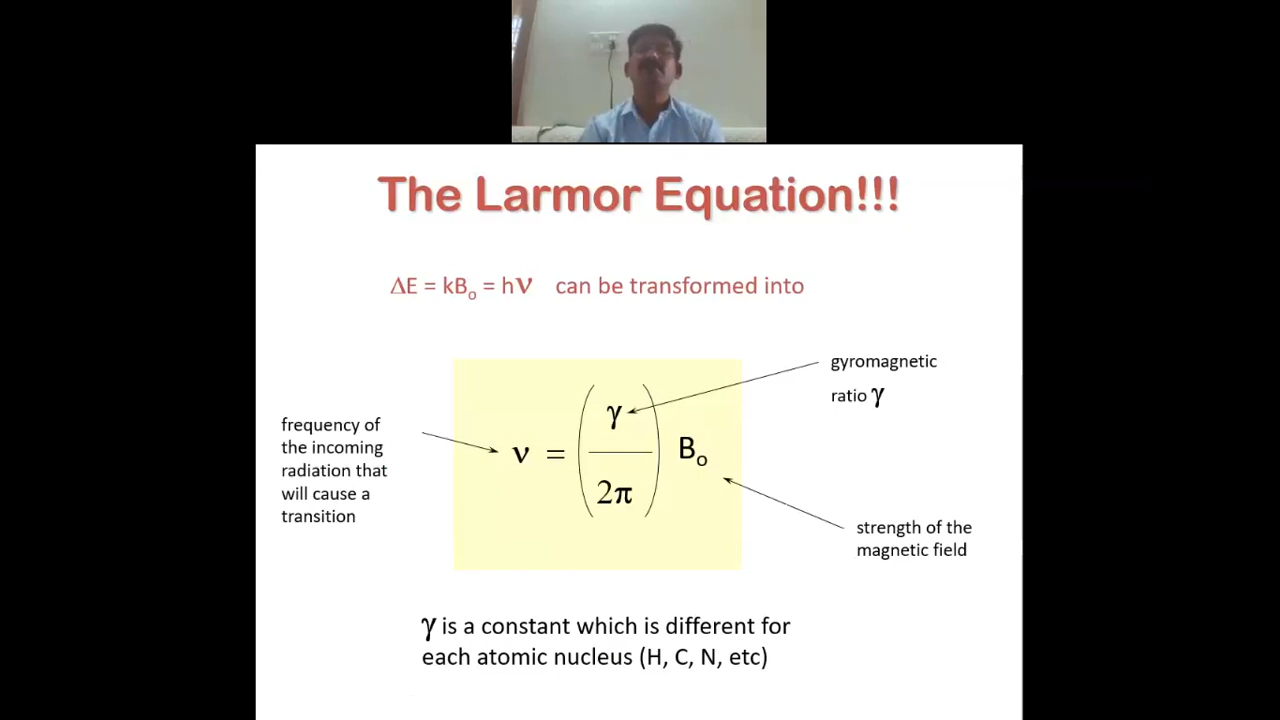 The Larmor Equation!!!
ΔE = kBo = hν can be transformed into
gyromagnetic
ratio γ
frequency of
the incoming
radiation that
will cause a
transition
ν = (γ / 2π) Bo
strength of the
magnetic field
γ is a constant which is different for
each atomic nucleus (H, C, N, etc)